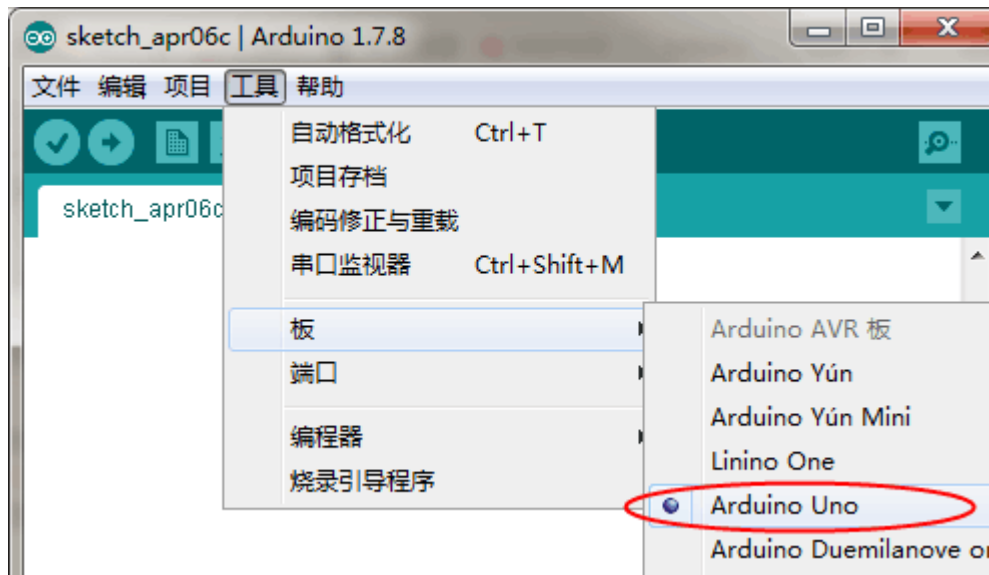 sketch_apr06c | Arduino 1.7.8
文件 编辑 项目 工具 帮助
sketch_apr06c
自动格式化 Ctrl+T
项目存档
编码修正与重载
串口监视器 Ctrl+Shift+M
板
端口
编程器
烧录引导程序
Arduino AVR 板
Arduino Yún
Arduino Yún Mini
Linino One
Arduino Uno
Arduino Duemilanove or